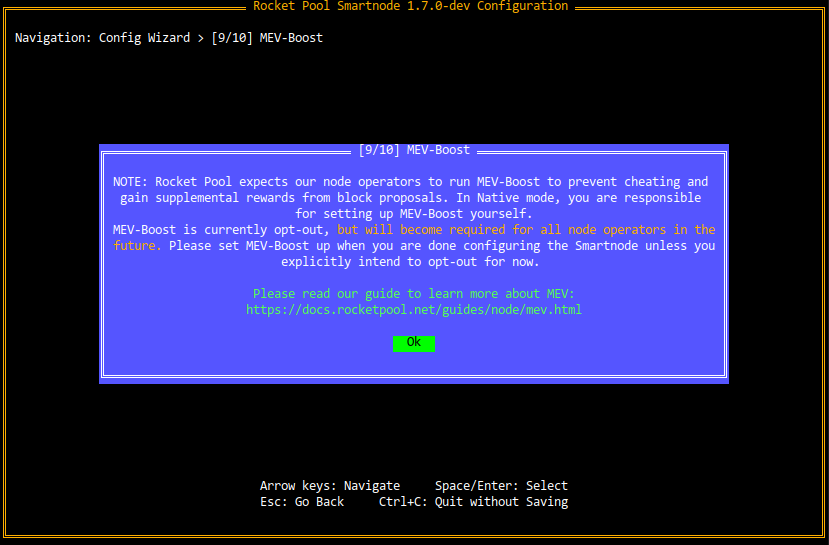 Rocket Pool Smartnode 1.7.0-dev Configuration
Navigation: Config Wizard > [9/10] MEV-Boost
[9/10] MEV-Boost
NOTE: Rocket Pool expects our node operators to run MEV-Boost to prevent cheating and
gain supplemental rewards from block proposals. In Native mode, you are responsible
for setting up MEV-Boost yourself.
MEV-Boost is currently opt-out, but will become required for all node operators in the
future. Please set MEV-Boost up when you are done configuring the Smartnode unless you
explicitly intend to opt-out for now.
Please read our guide to learn more about MEV:
https://docs.rocketpool.net/guides/node/mev.html
Ok
Arrow keys: Navigate     Space/Enter: Select
Esc: Go Back     Ctrl+C: Quit without Saving